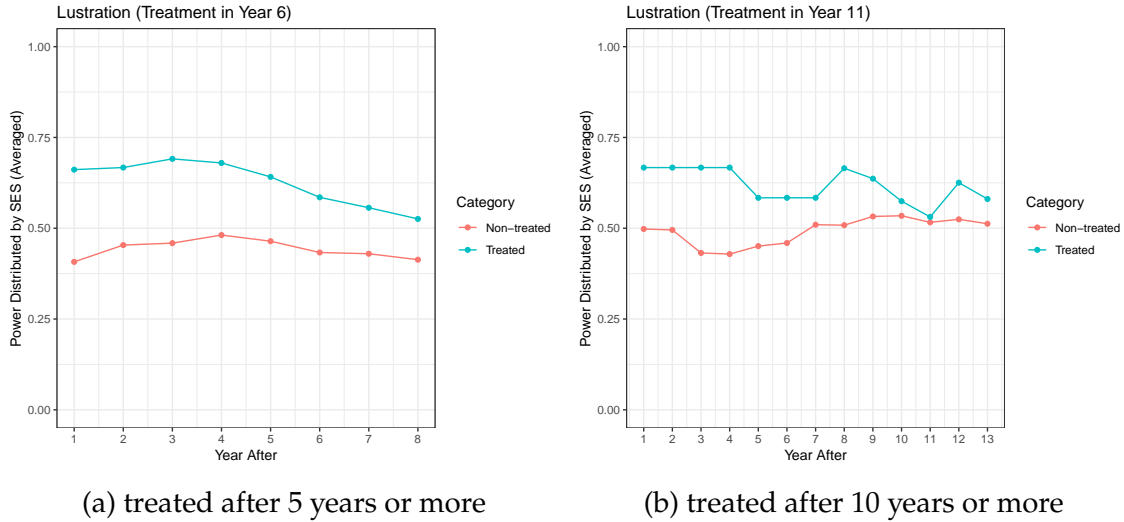 Lustration (Treatment in Year 6)
Power Distributed by SES (Averaged)
1.00
0.75
0.50
0.25
0.00
1 2 3 4 5 6 7 8
Year After
Category
Non−treated
Treated
(a) treated after 5 years or more
Lustration (Treatment in Year 11)
Power Distributed by SES (Averaged)
1.00
0.75
0.50
0.25
0.00
1 2 3 4 5 6 7 8 9 10 11 12 13
Year After
Category
Non−treated
Treated
(b) treated after 10 years or more